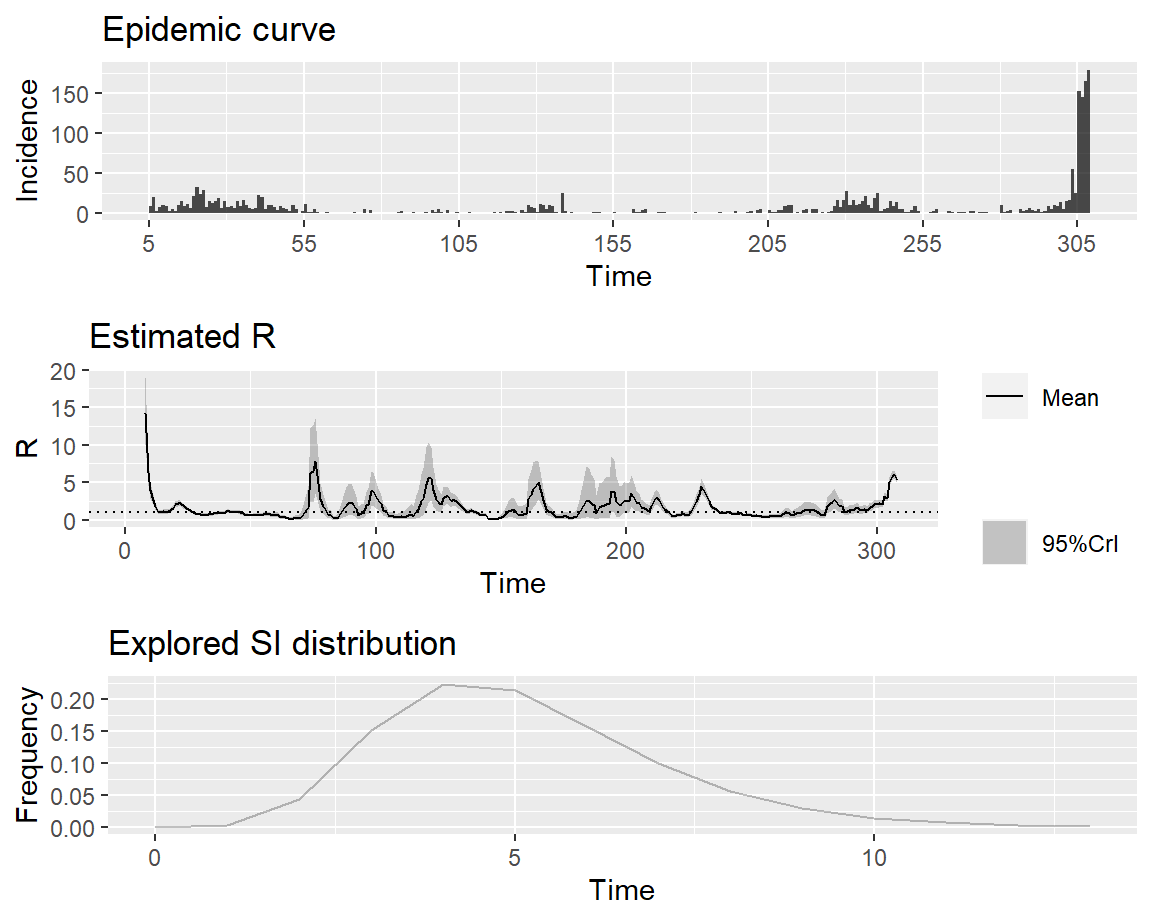 Epidemic curve
Incidence
150
100
50
0
5 55 105 155 205 255 305
Time
Estimated R
R
20
15
10
5
0
0 100 200 300
Time
Mean
95%CrI
Explored SI distribution
Frequency
0.20
0.15
0.10
0.05
0.00
0 5 10
Time